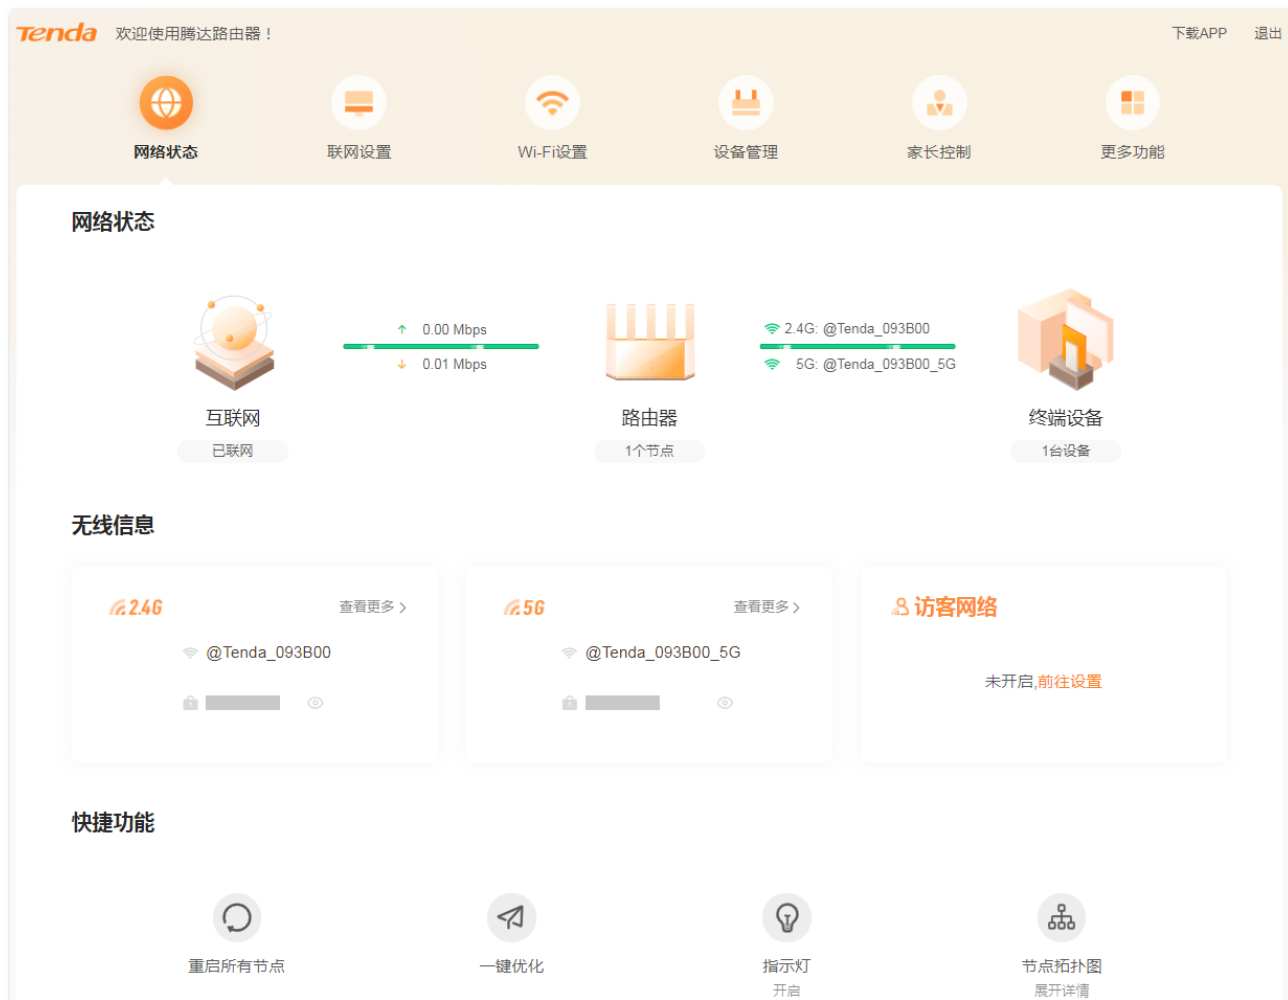 Tenda 欢迎使用腾达路由器！ 下载APP 退出
网络状态 联网设置 Wi-Fi设置 设备管理 家长控制 更多功能
网络状态
↑ 0.00 Mbps
2.4G: @Tenda_093B00
↓ 0.01 Mbps
5G: @Tenda_093B00_5G
互联网 路由器 终端设备
已联网 1个节点 1台设备
无线信息
2.4G 查看更多 >
5G 查看更多 >
访客网络
@Tenda_093B00
@Tenda_093B00_5G
未开启,前往设置
快捷功能
重启所有节点 一键优化 指示灯 节点拓扑图
开启 展开详情